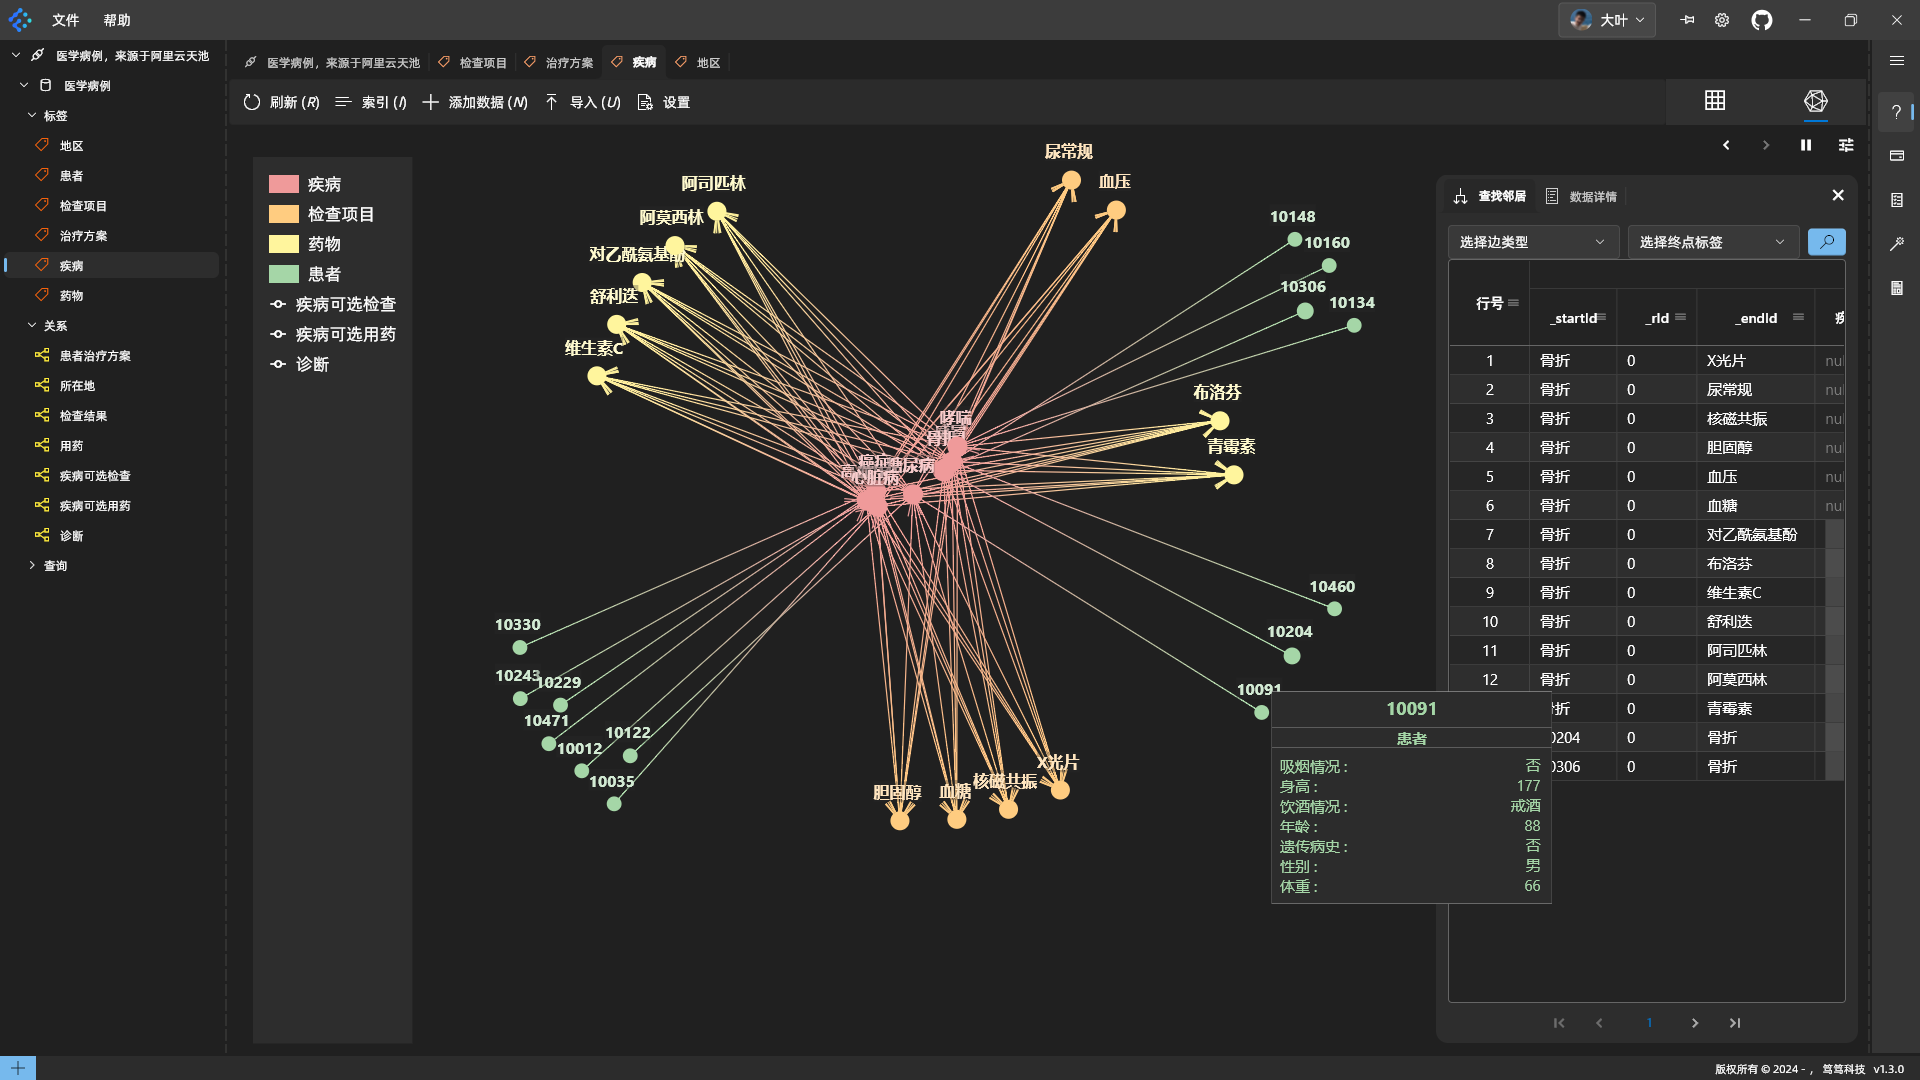 文件 帮助
大叶
医学病例，来源于阿里云天池
医学病例
标签
地区
患者
检查项目
治疗方案
疾病
药物
关系
患者治疗方案
所在地
检查结果
用药
疾病可选检查
疾病可选用药
诊断
查询
医学病例，来源于阿里云天池 检查项目 治疗方案 疾病 地区
刷新 (R) 索引 (I) 添加数据 (N) 导入 (U) 设置
疾病
检查项目
药物
患者
疾病可选检查
疾病可选用药
诊断
尿常规
血压
阿司匹林
阿莫西林
对乙酰氨基酚
舒利迭
维生素C
10148
10160
10306
10134
布洛芬
青霉素
哮喘
糖尿病
心脏病
10330
10243
10229
10471
10012
10122
10035
10460
10204
10091
胆固醇
血糖
核磁共振
X光片
10091
患者
吸烟情况： 否
身高： 177
饮酒情况： 戒酒
年龄： 88
遗传病史： 否
性别： 男
体重： 66
查找邻居 数据详情
选择边类型 选择终点标签
行号 _startId _rId _endId
1 骨折 0 X光片 nul
2 骨折 0 尿常规 nul
3 骨折 0 核磁共振 nul
4 骨折 0 胆固醇 nul
5 骨折 0 血压 nul
6 骨折 0 血糖 nul
7 骨折 0 对乙酰氨基酚
8 骨折 0 布洛芬
9 骨折 0 维生素C
10 骨折 0 舒利迭
11 骨折 0 阿司匹林
12 骨折 0 阿莫西林
折 0 青霉素
0204 0 骨折
0306 0 骨折
1
版权所有 © 2024 - ，笃笃科技 v1.3.0